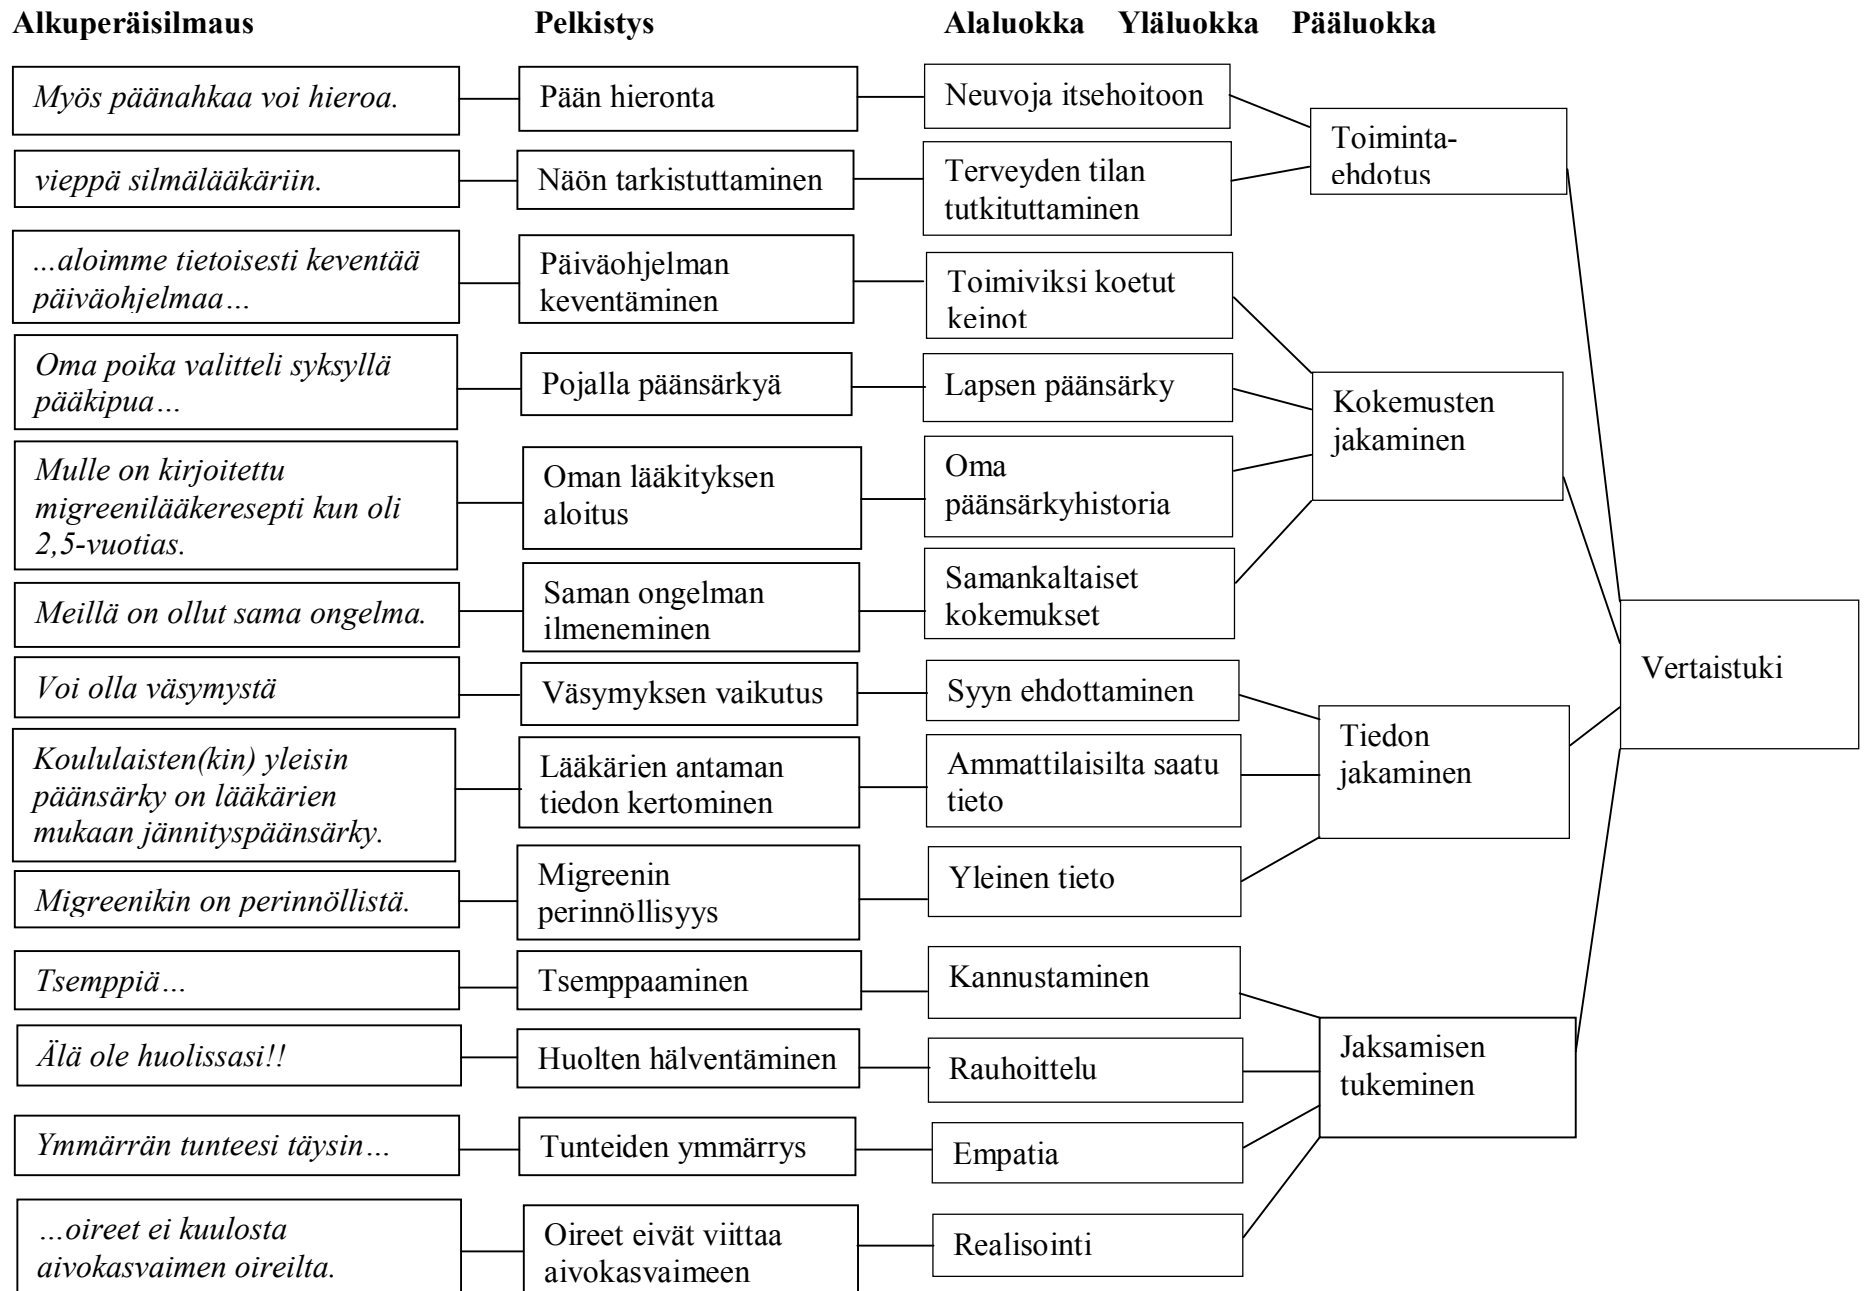 Alkuperäisilmaus Pelkistys Alaluokka Yläluokka Pääluokka
Myös päänahkaa voi hieroa.
Pään hieronta
Neuvoja itsehoitoon
Toiminta-
ehdotus
vieppä silmälääkäriin.
Näön tarkistuttaminen
Terveyden tilan
tutkituttaminen
...aloimme tietoisesti keventää
päiväohjelmaa…
Päiväohjelman
keventäminen
Toimiviksi koetut
keinot
Oma poika valitteli syksyllä
pääkipua…
Pojalla päänsärkyä
Lapsen päänsärky
Kokemusten
jakaminen
Mulle on kirjoitettu
migreenilääkeresepti kun oli
2,5-vuotias.
Oman lääkityksen
aloitus
Oma
päänsärkyhistoria
Meillä on ollut sama ongelma.
Saman ongelman
ilmeneminen
Samankaltaiset
kokemukset
Vertaistuki
Voi olla väsymystä
Väsymyksen vaikutus
Syyn ehdottaminen
Tiedon
jakaminen
Koululaisten(kin) yleisin
päänsärky on lääkärien
mukaan jännityspäänsärky.
Lääkärien antaman
tiedon kertominen
Ammattilaisilta saatu
tieto
Migreenikin on perinnöllistä.
Migreenin
perinnöllisyys
Yleinen tieto
Tsemppiä…
Tsemppaaminen
Kannustaminen
Jaksamisen
tukeminen
Älä ole huolissasi!!
Huolten hälventäminen
Rauhoittelu
Ymmärrän tunteesi täysin…
Tunteiden ymmärrys
Empatia
…oireet ei kuulosta
aivokasvaimen oireilta.
Oireet eivät viittaa
aivokasvaimeen
Realisointi